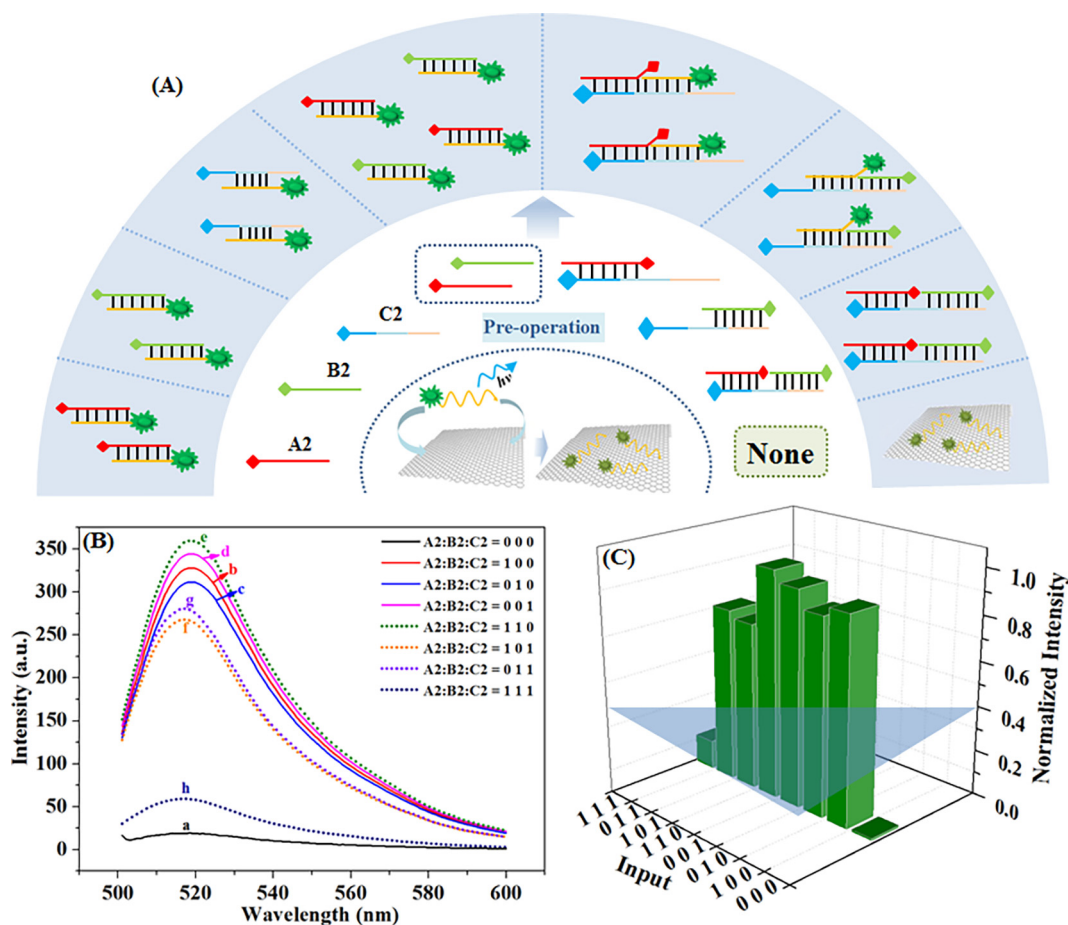 (A)
C2
Pre-operation
hν
B2
A2
None
(B)
e
d
b
c
g
f
h
a
A2:B2:C2 = 0 0 0
A2:B2:C2 = 1 0 0
A2:B2:C2 = 0 1 0
A2:B2:C2 = 0 0 1
A2:B2:C2 = 1 1 0
A2:B2:C2 = 1 0 1
A2:B2:C2 = 0 1 1
A2:B2:C2 = 1 1 1
350
300
250
200
150
100
50
0
Intensity (a.u.)
500
520
540
560
580
600
Wavelength (nm)
(C)
1.0
0.8
0.6
0.4
0.2
0.0
Normalized Intensity
1 1 1
0 1 1
1 0 1
1 1 0
0 0 1
0 1 0
1 0 0
0 0 0
Input